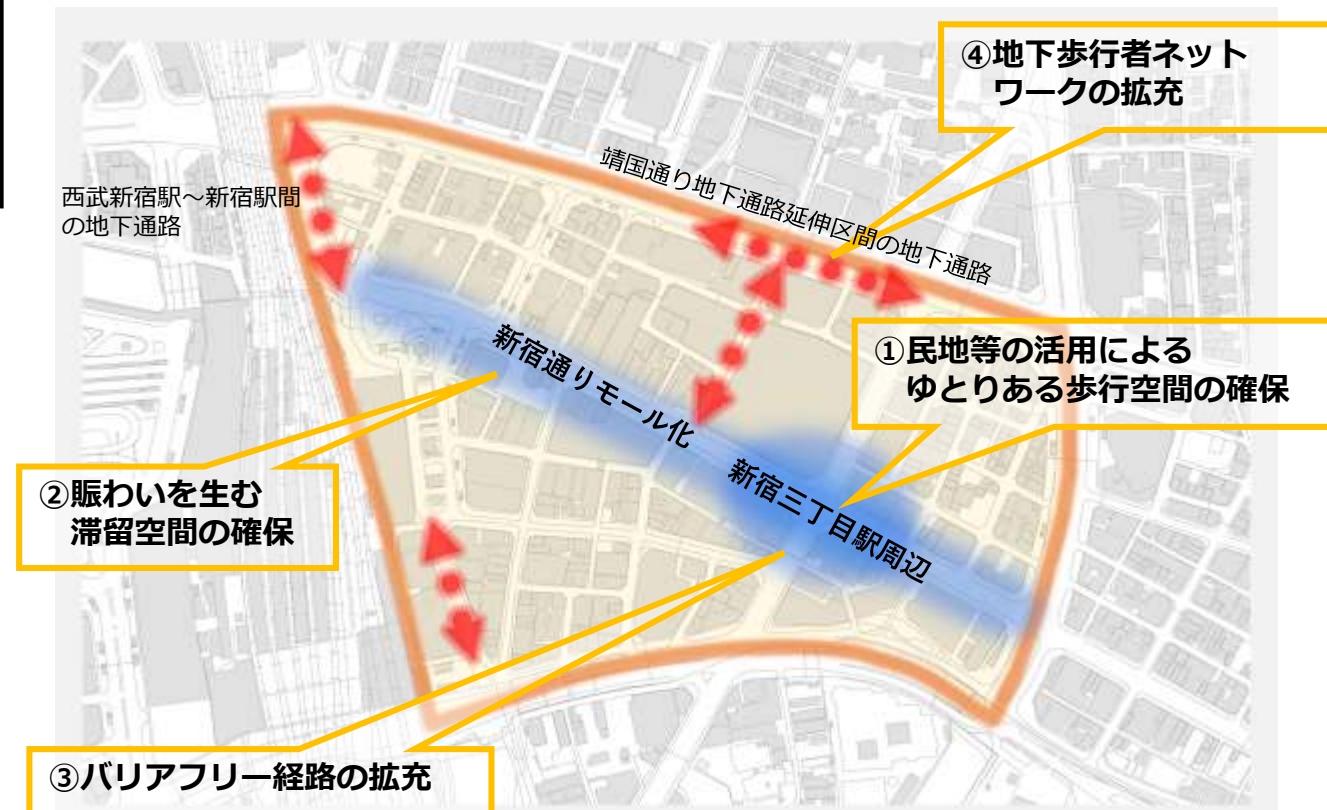 ④地下歩行者ネット
ワークの拡充
西武新宿駅～新宿駅間
の地下通路
靖国通り地下通路延伸区間の地下通路
①民地等の活用による
ゆとりある歩行空間の確保
新宿通りモール化
新宿三丁目駅周辺
②賑わいを生む
滞留空間の確保
③バリアフリー経路の拡充